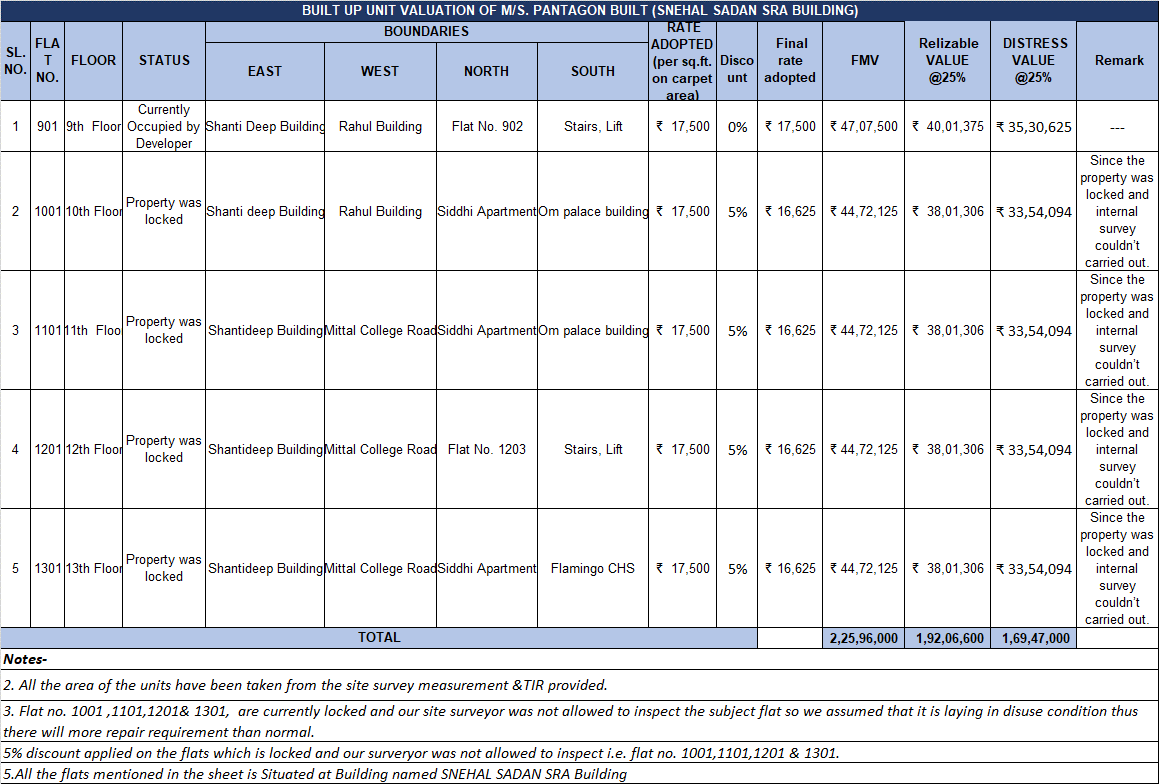 BUILT UP UNIT VALUATION OF M/S. PANTAGON BUILT (SNEHAL SADAN SRA BUILDING)
SL. NO. FLA T NO. FLOOR STATUS BOUNDARIES RATE ADOPTED (per sq.ft. on carpet area) Disco unt Final rate adopted FMV Relizable VALUE @25% DISTRESS VALUE @25% Remark
EAST WEST NORTH SOUTH
1 901 9th Floor Currently Occupied by Developer Shanti Deep Building Rahul Building Flat No. 902 Stairs, Lift ₹ 17,500 0% ₹ 17,500 ₹ 47,07,500 ₹ 40,01,375 ₹ 35,30,625 ---
2 1001 10th Floor Property was locked Shanti deep Building Rahul Building Siddhi Apartment Om palace building ₹ 17,500 5% ₹ 16,625 ₹ 44,72,125 ₹ 38,01,306 ₹ 33,54,094 Since the property was locked and internal survey couldn't carried out.
3 1101 11th Floo Property was locked Shantideep Building Mittal College Road Siddhi Apartment Om palace building ₹ 17,500 5% ₹ 16,625 ₹ 44,72,125 ₹ 38,01,306 ₹ 33,54,094 Since the property was locked and internal survey couldn't carried out.
4 1201 12th Floor Property was locked Shantideep Building Mittal College Road Flat No. 1203 Stairs, Lift ₹ 17,500 5% ₹ 16,625 ₹ 44,72,125 ₹ 38,01,306 ₹ 33,54,094 Since the property was locked and internal survey couldn't carried out.
5 1301 13th Floor Property was locked Shantideep Building Mittal College Road Siddhi Apartment Flamingo CHS ₹ 17,500 5% ₹ 16,625 ₹ 44,72,125 ₹ 38,01,306 ₹ 33,54,094 Since the property was locked and internal survey couldn't carried out.
TOTAL 2,25,96,000 1,92,06,600 1,69,47,000
Notes-
2. All the area of the units have been taken from the site survey measurement &TIR provided.
3. Flat no. 1001 ,1101,1201& 1301, are currently locked and our site surveyor was not allowed to inspect the subject flat so we assumed that it is laying in disuse condition thus
there will more repair requirement than normal.
5% discount applied on the flats which is locked and our surveryor was not allowed to inspect i.e. flat no. 1001,1101,1201 & 1301.
5.All the flats mentioned in the sheet is Situated at Building named SNEHAL SADAN SRA Building